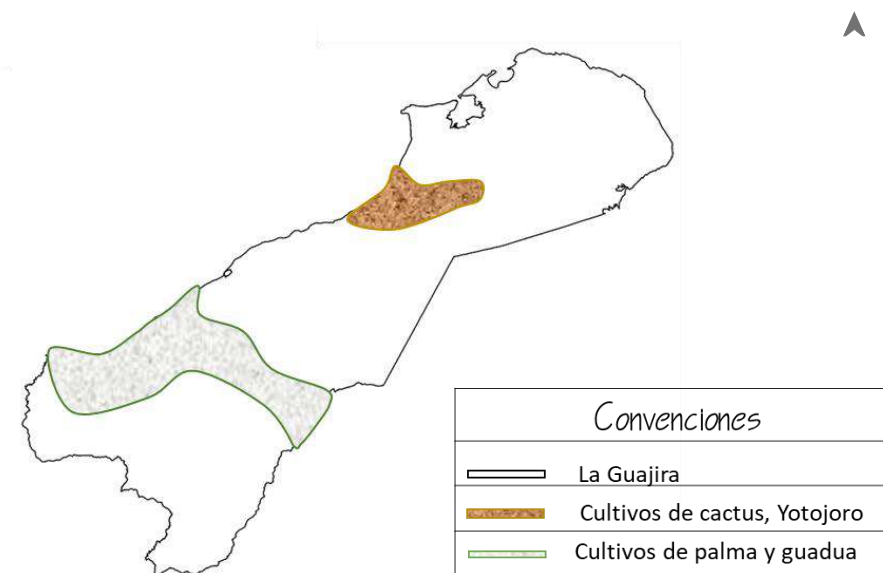 Convenciones
La Guajira
Cultivos de cactus, Yotojoro
Cultivos de palma y guadua